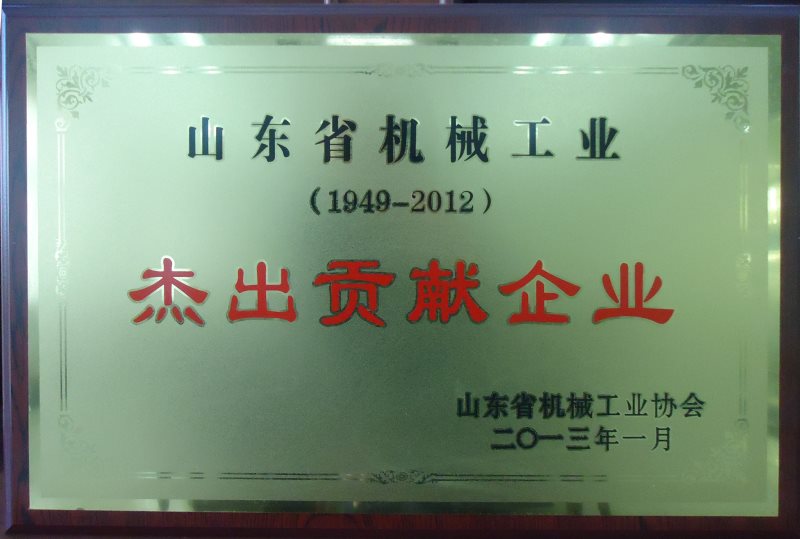 山东省机械工业
（1949-2012）
杰出贡献企业
山东省机械工业协会
二〇一三年一月